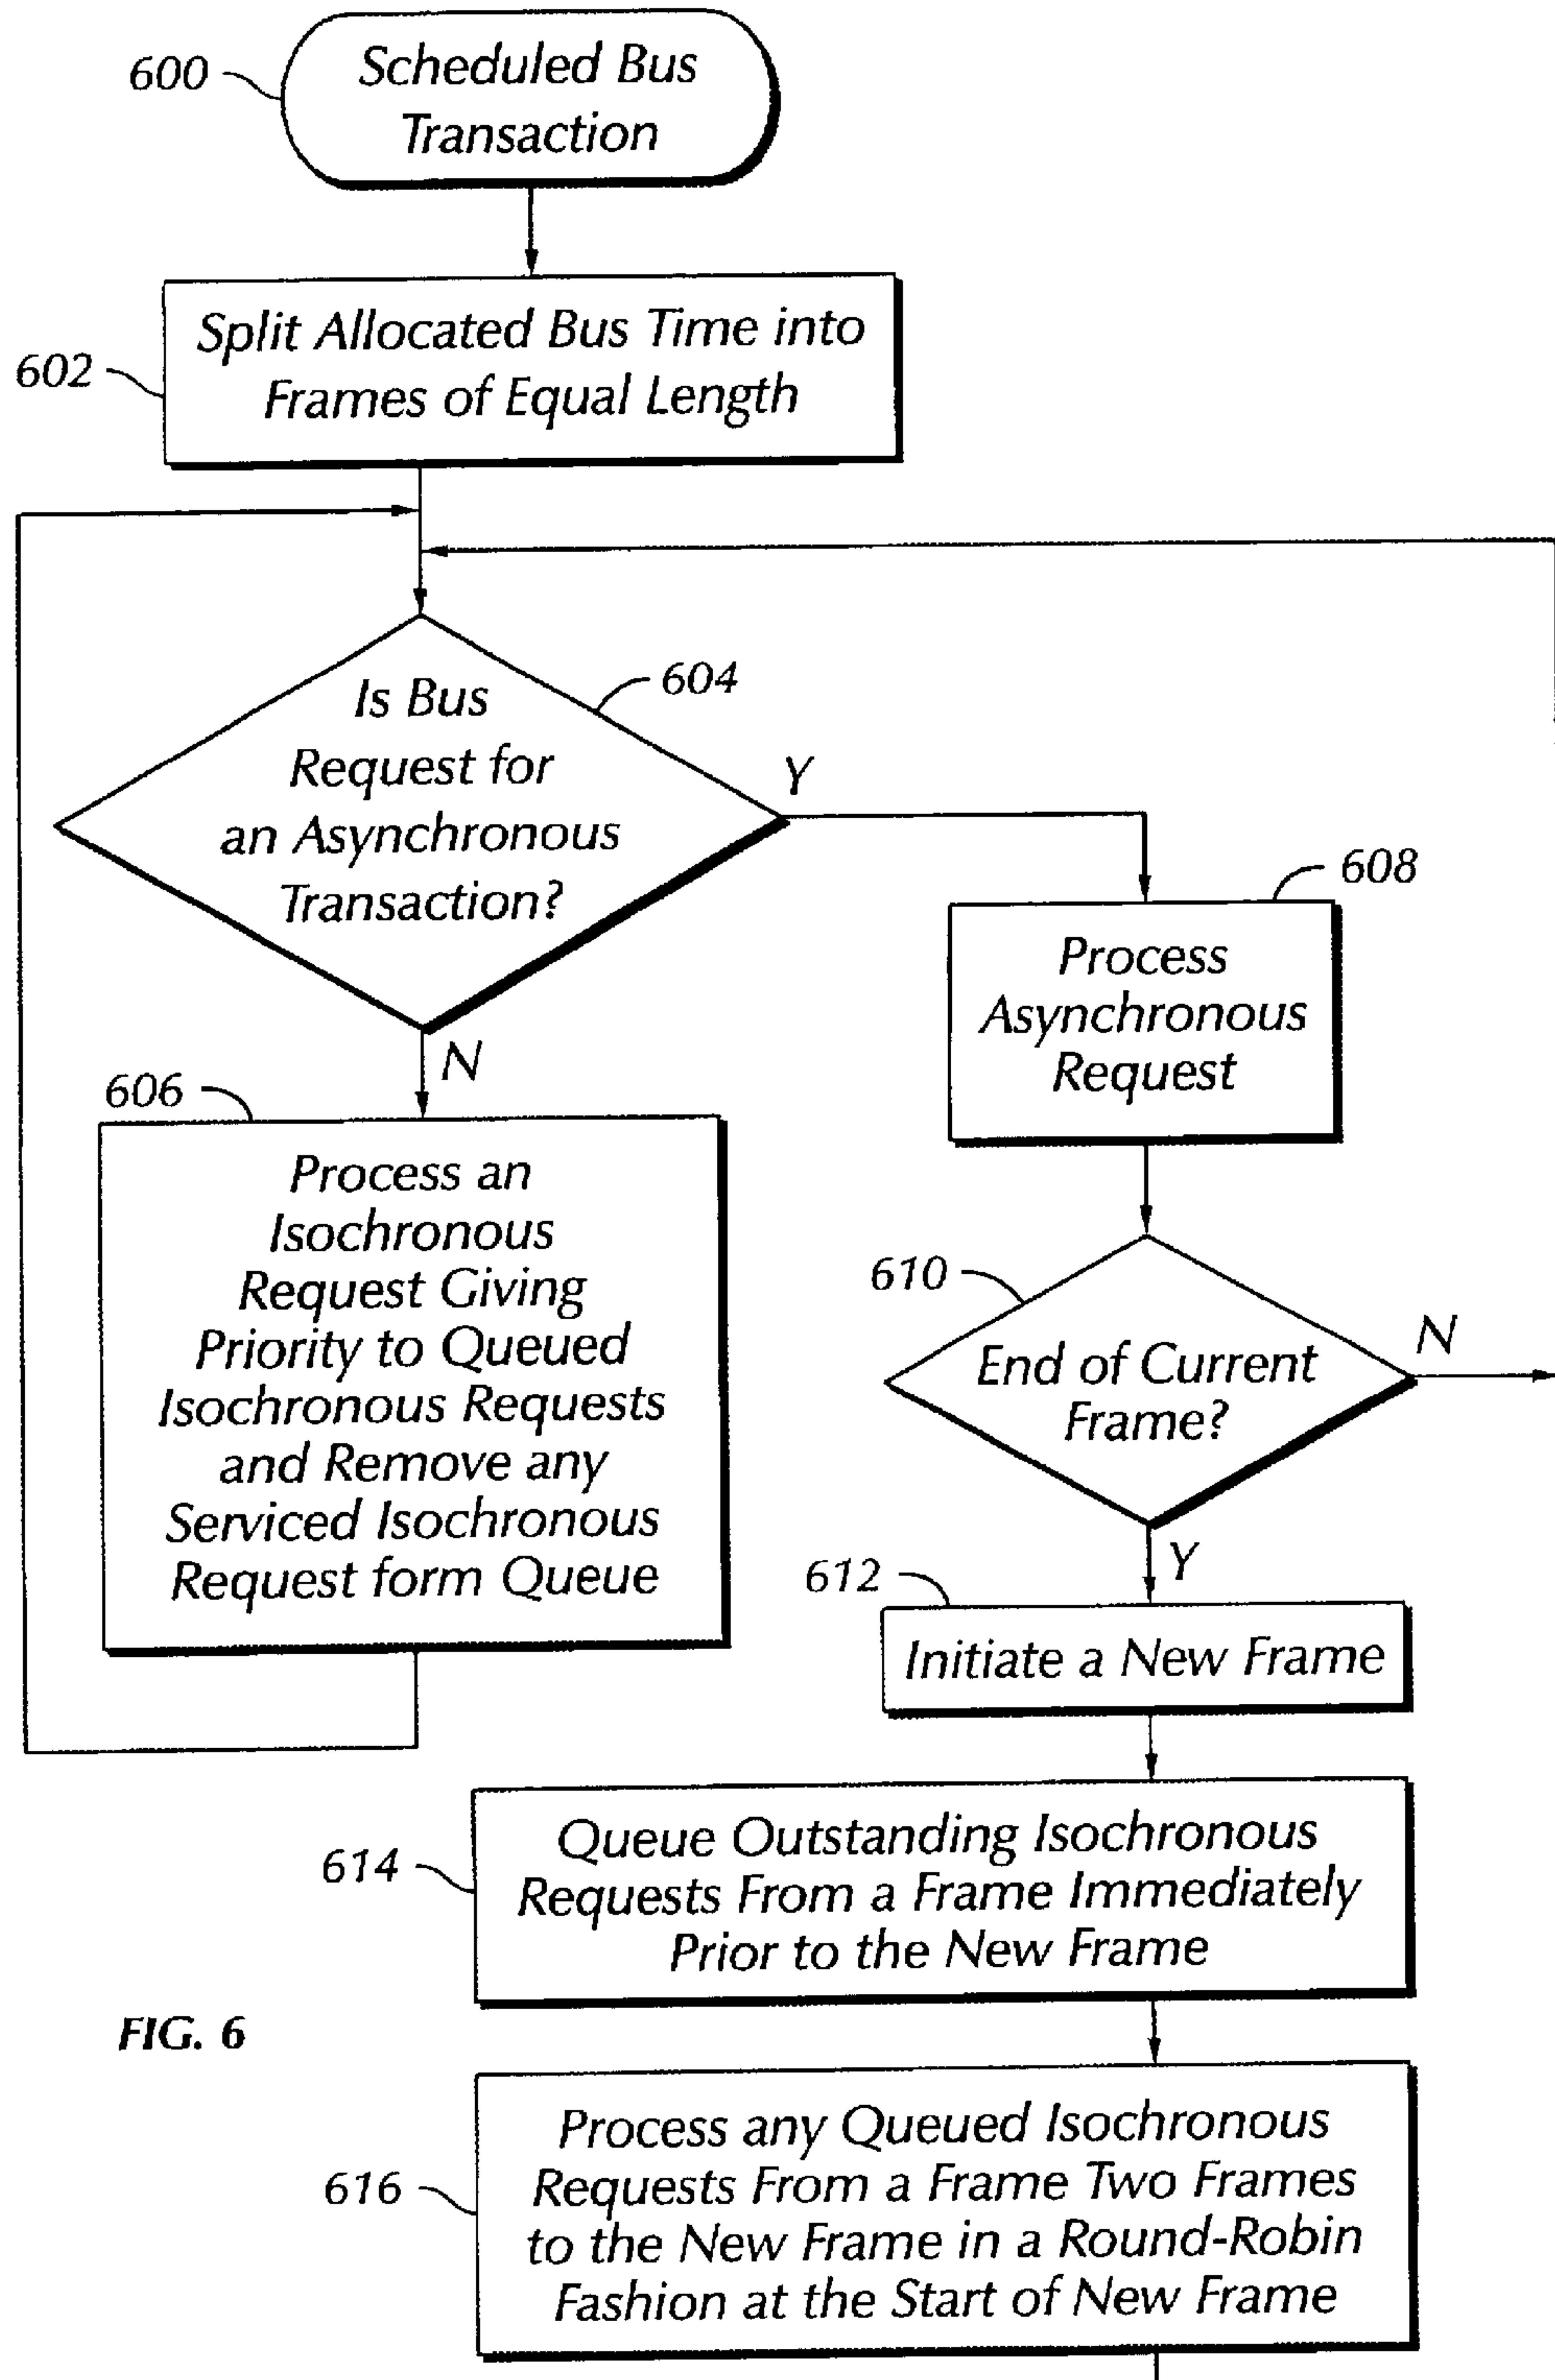 600
Scheduled Bus
Transaction
602
Split Allocated Bus Time into
Frames of Equal Length
604
Is Bus
Request for
an Asynchronous
Transaction?
Y
N
608
Process
Asynchronous
Request
606
Process an
Isochronous
Request Giving
Priority to Queued
Isochronous Requests
and Remove any
Serviced Isochronous
Request form Queue
610
End of Current
Frame?
N
Y
612
Initiate a New Frame
614
Queue Outstanding Isochronous
Requests From a Frame Immediately
Prior to the New Frame
FIG. 6
616
Process any Queued Isochronous
Requests From a Frame Two Frames
to the New Frame in a Round-Robin
Fashion at the Start of New Frame